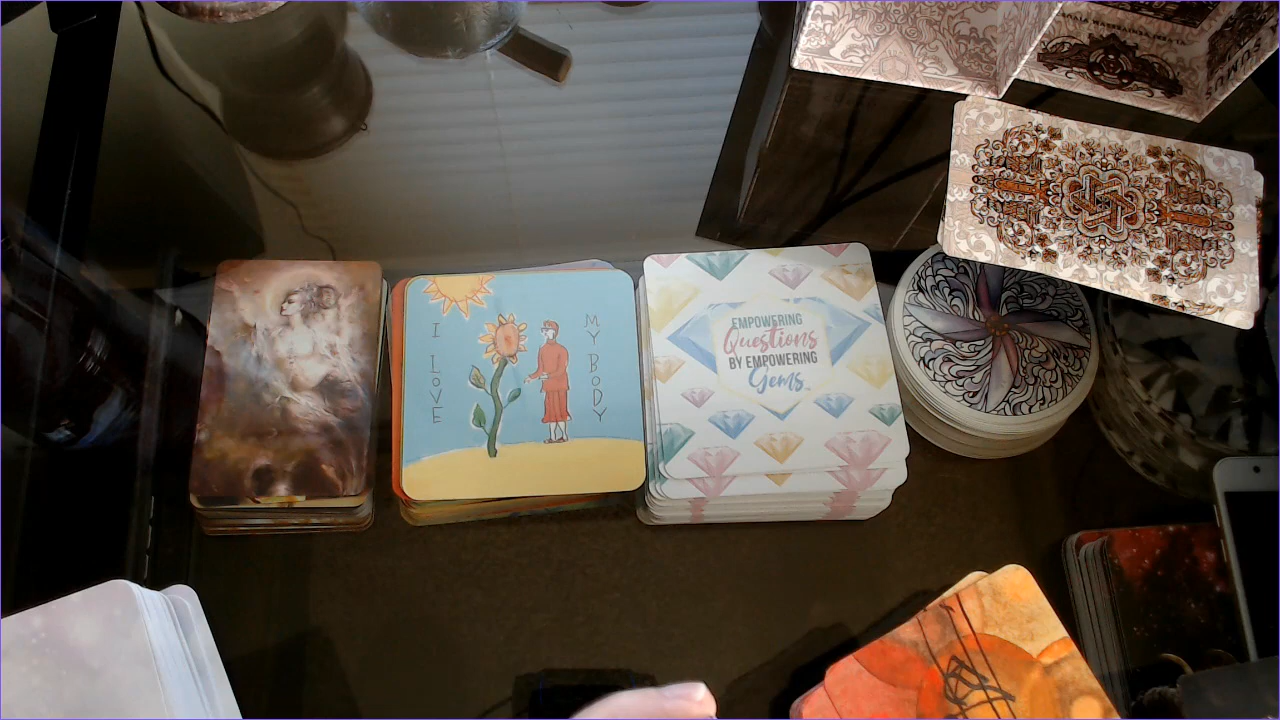 I LOVE
MY BODY
EMPOWERING
Questions
BY EMPOWERING
Gems